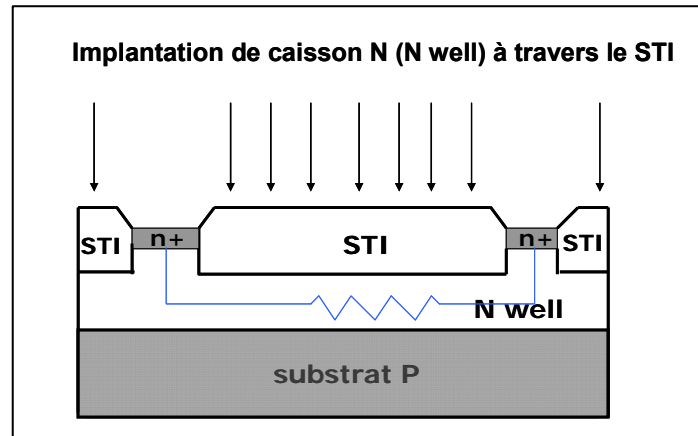 Implantation de caisson N (N well) à travers le STI
STI n+ STI n+ STI
N well
substrat P